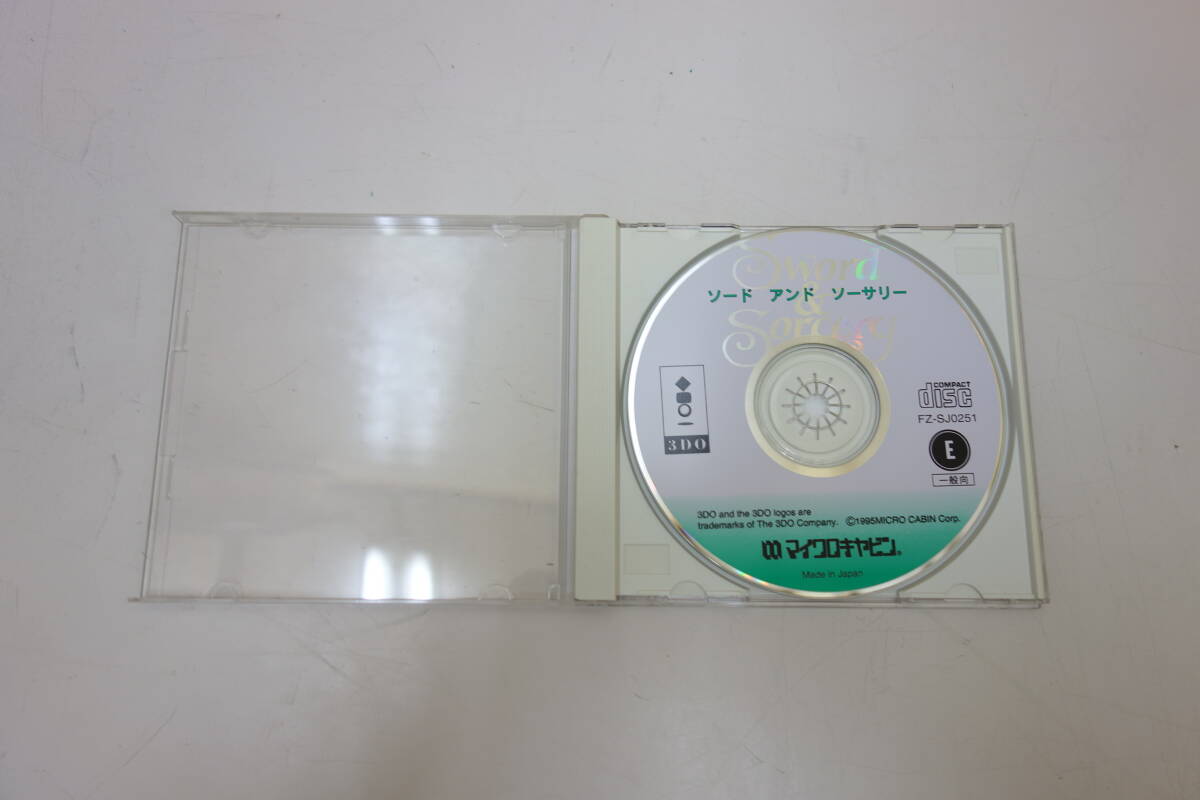 Sword
ソード アンド ソーサリー
&
Sorcery
3DO
COMPACT
disc
FZ-SJ0251
E
一般向
3DO and the 3DO logos are
trademarks of The 3DO Company. ©1995MICRO CABIN Corp.
マイクロキャビン®
Made in Japan